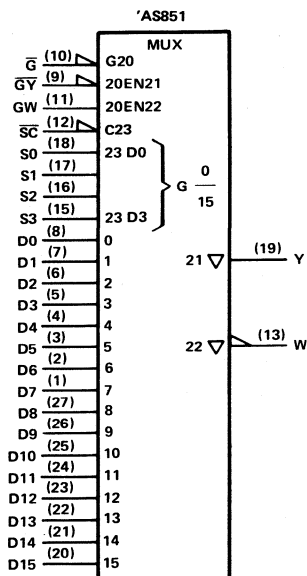 'AS851
MUX
G̅ (10) G20
G̅Y̅ (9) 20EN21
GW (11) 20EN22
S̅C̅ (12) C23
S0 (18) 23 D0
S1 (17)
S2 (16)
S3 (15) 23 D3
G 0/15
D0 (8) 0
D1 (7) 1
D2 (6) 2
D3 (5) 3
D4 (4) 4
D5 (3) 5
D6 (2) 6
D7 (1) 7
D8 (27) 8
D9 (26) 9
D10 (25) 10
D11 (24) 11
D12 (23) 12
D13 (22) 13
D14 (21) 14
D15 (20) 15
21 ▽ (19) Y
22 ▽ (13) W